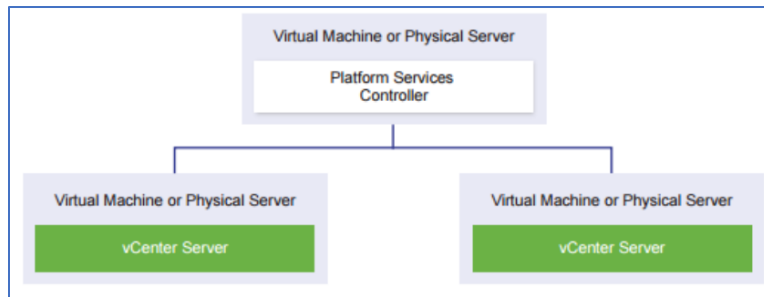 Virtual Machine or Physical Server
Platform Services
Controller
Virtual Machine or Physical Server
vCenter Server
Virtual Machine or Physical Server
vCenter Server